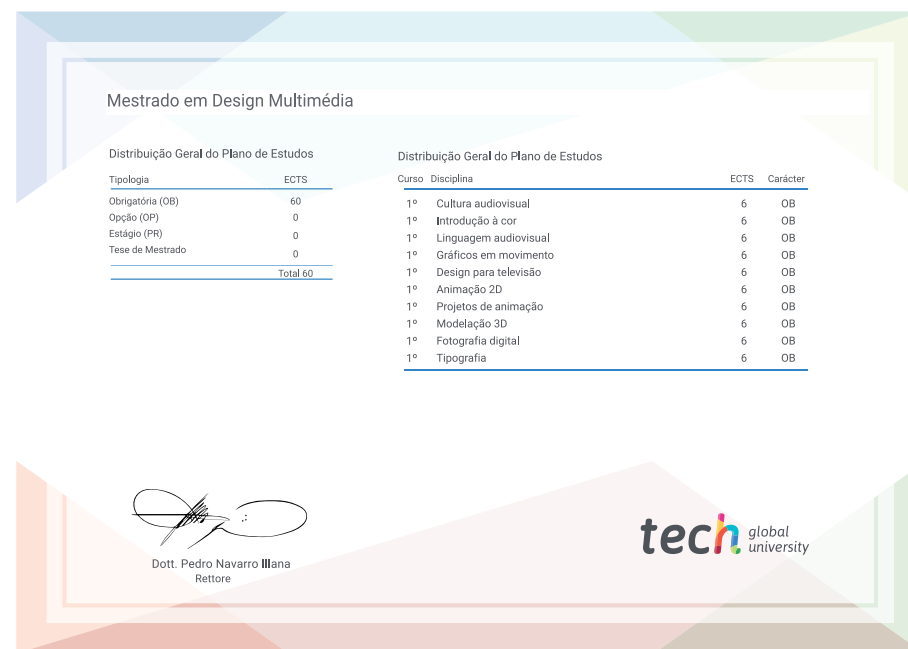 Mestrado em Design Multimédia
Distribuição Geral do Plano de Estudos
Tipologia ECTS
Obrigatória (OB) 60
Opção (OP) 0
Estágio (PR) 0
Tese de Mestrado 0
Total 60
Distribuição Geral do Plano de Estudos
Curso Disciplina ECTS Carácter
1º Cultura audiovisual 6 OB
1º Introdução à cor 6 OB
1º Linguagem audiovisual 6 OB
1º Gráficos em movimento 6 OB
1º Design para televisão 6 OB
1º Animação 2D 6 OB
1º Projetos de animação 6 OB
1º Modelação 3D 6 OB
1º Fotografia digital 6 OB
1º Tipografia 6 OB
Dott. Pedro Navarro Illana
Rettore
tech global university